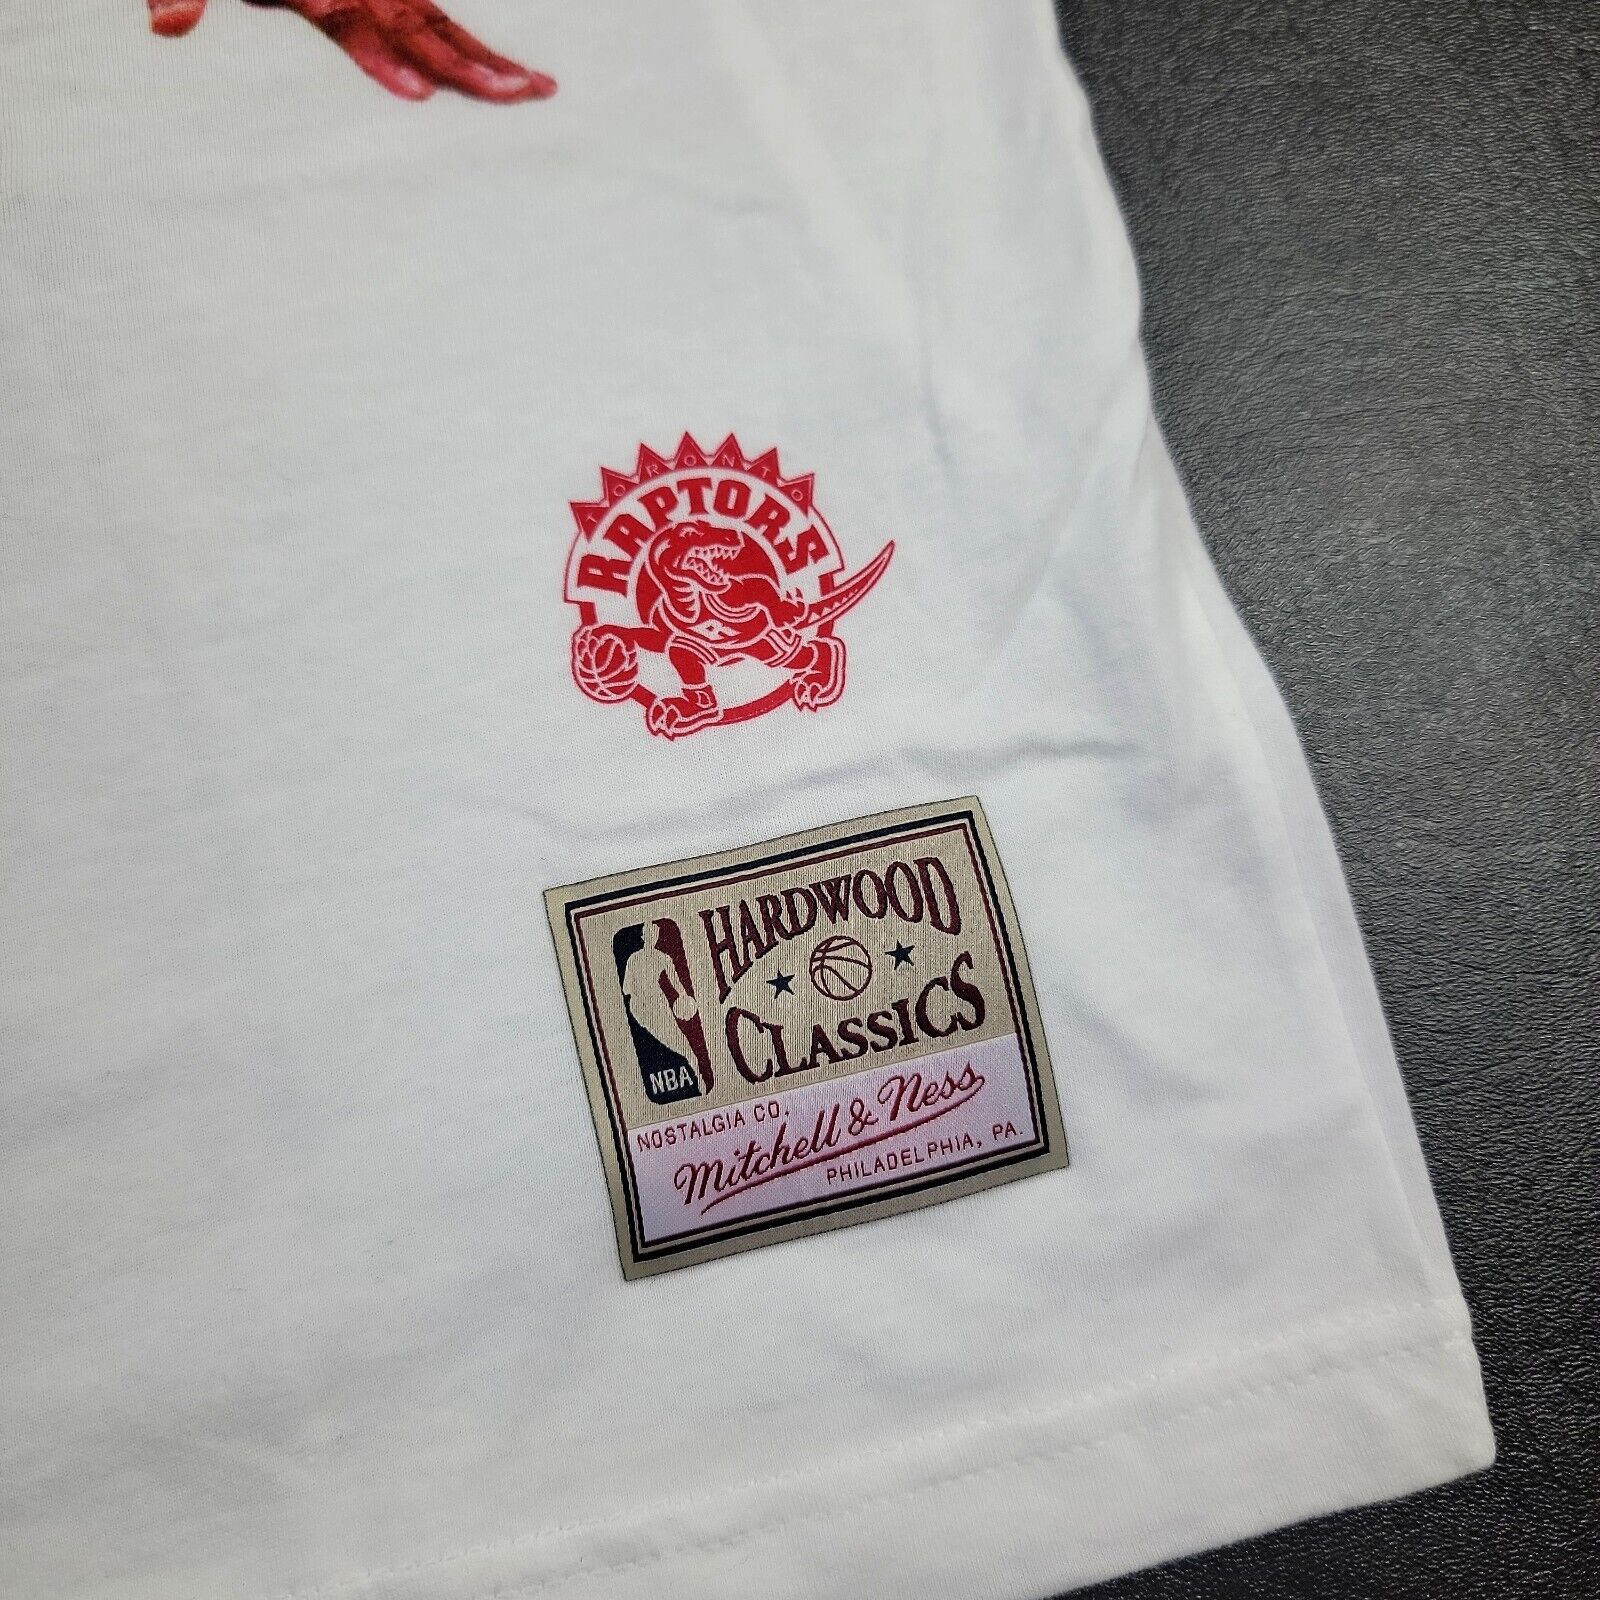 TORONTO
RAPTORS
R
HARDWOOD
CLASSICS
NBA
NOSTALGIA CO.
Mitchell & Ness
PHILADELPHIA, PA.